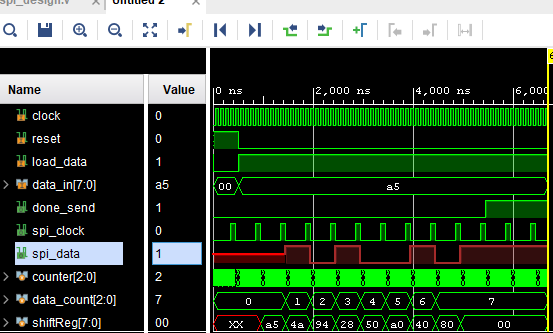 spi_design.v
Untitled 2
Name Value
0 ns 2,000 ns 4,000 ns 6,00
clock 0
reset 0
load_data 1
data_in[7:0] a5 00 a5
done_send 1
spi_clock 0
spi_data 1
counter[2:0] 2
data_count[2:0] 7 0 1 2 3 4 5 6 7
shiftReg[7:0] 00 XX a5 4a 94 28 50 a0 40 80 00